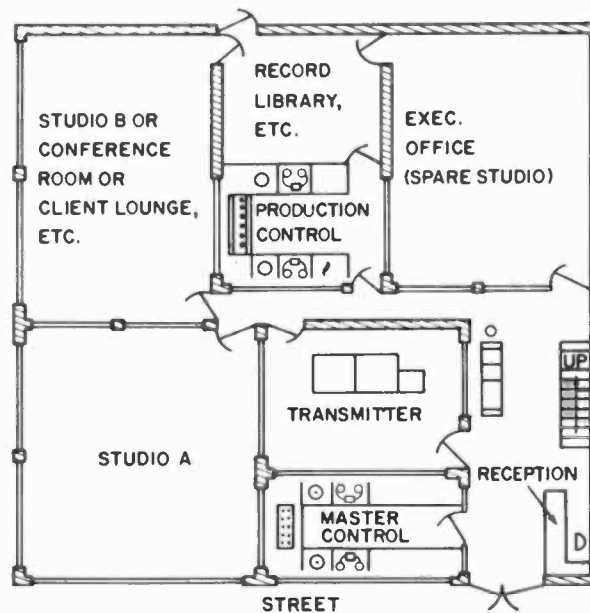 RECORD
LIBRARY,
ETC.
STUDIO B OR
CONFERENCE
ROOM OR
CLIENT LOUNGE,
ETC.
EXEC.
OFFICE
(SPARE STUDIO)
PRODUCTION
CONTROL
UP
TRANSMITTER
STUDIO A
RECEPTION
MASTER
CONTROL
D
STREET